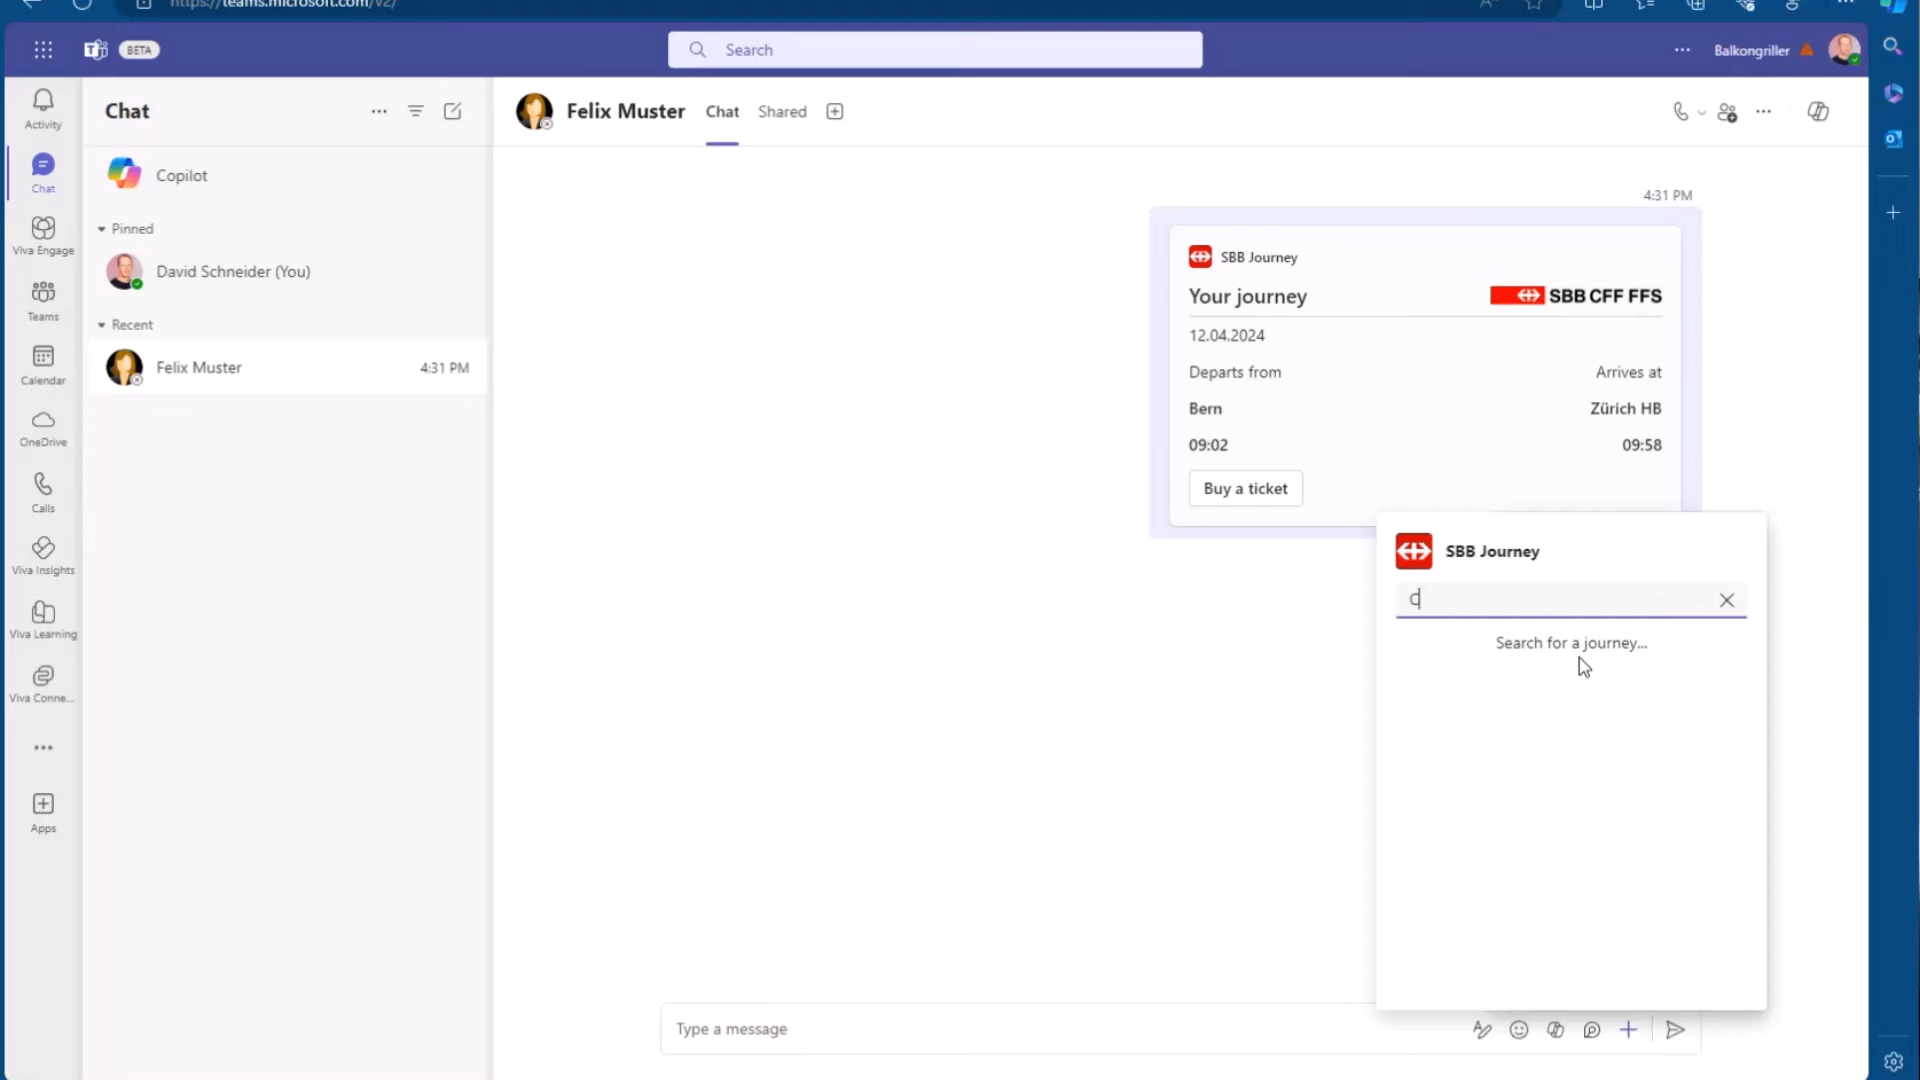 https://teams.microsoft.com/v2/
BETA
Search
Balkongriller
Activity
Chat
Viva Engage
Teams
Calendar
OneDrive
Calls
Viva Insights
Viva Learning
Viva Conne...
Apps
Chat
Copilot
Pinned
David Schneider (You)
Recent
Felix Muster 4:31 PM
Felix Muster Chat Shared
4:31 PM
SBB Journey
Your journey SBB CFF FFS
12.04.2024
Departs from Arrives at
Bern Zürich HB
09:02 09:58
Buy a ticket
SBB Journey
C
Search for a journey...
Type a message